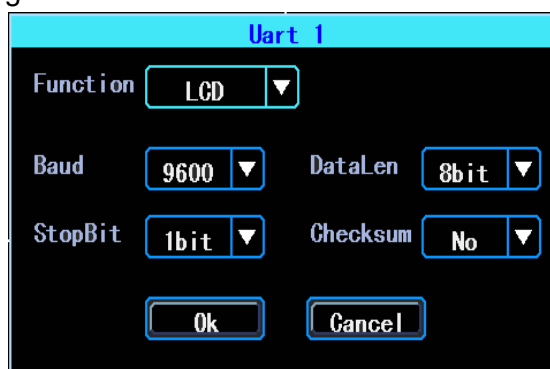 Uart 1
Function LCD
Baud 9600 DataLen 8bit
StopBit 1bit Checksum No
Ok Cancel